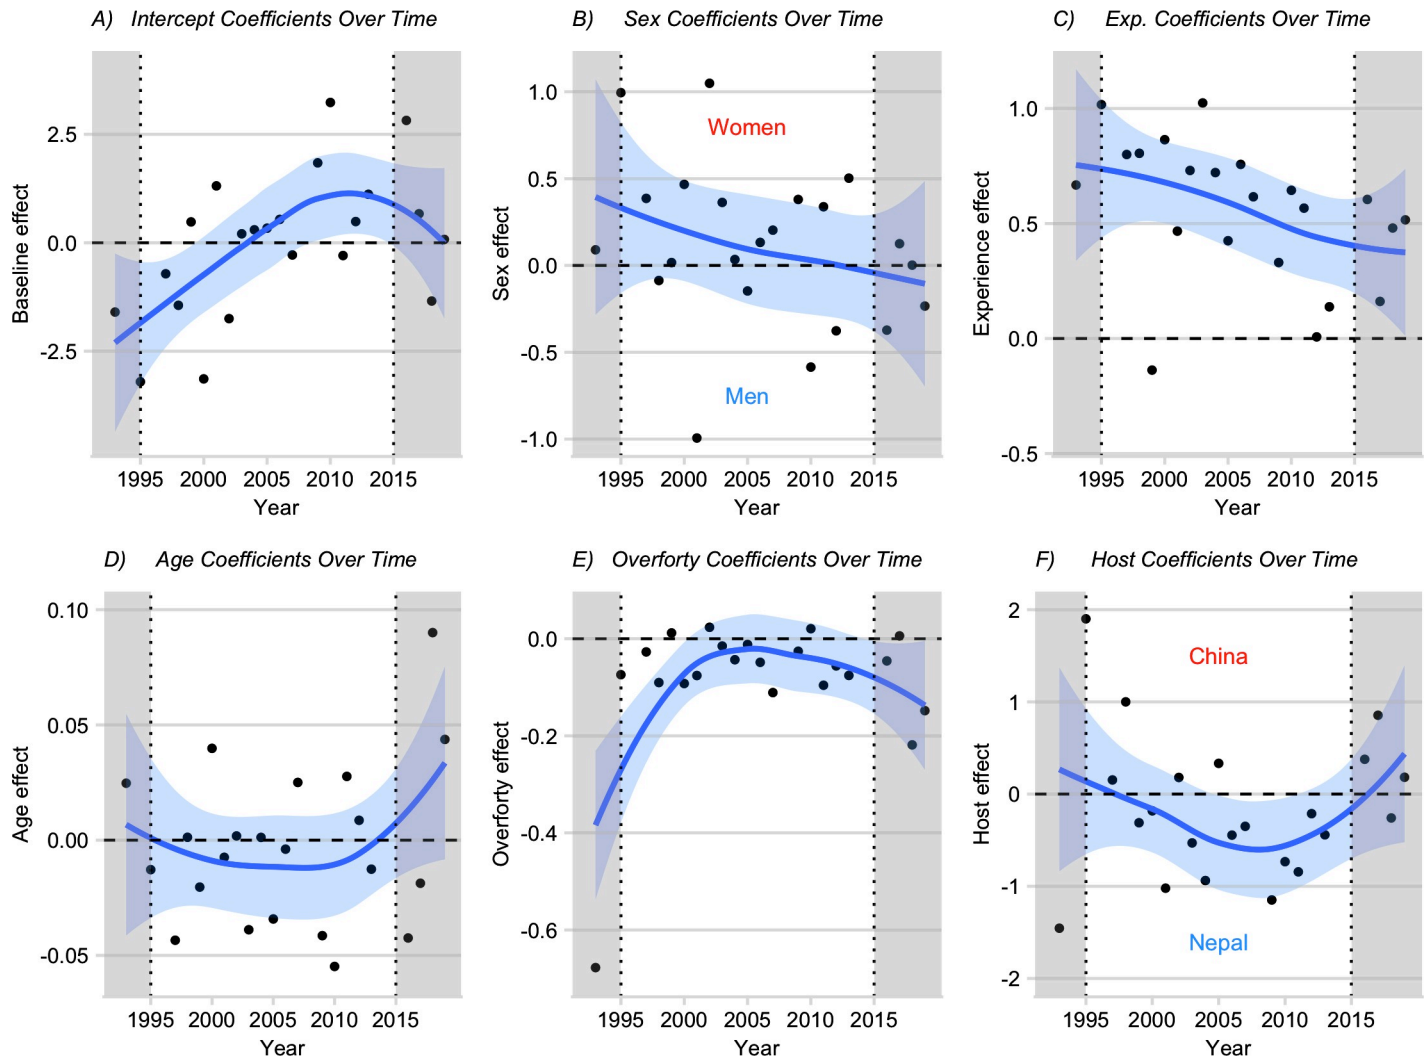 A) Intercept Coefficients Over Time
Baseline effect
2.5
0.0
-2.5
1995 2000 2005 2010 2015
Year
B) Sex Coefficients Over Time
Sex effect
1.0
0.5
0.0
-0.5
-1.0
Women
Men
1995 2000 2005 2010 2015
Year
C) Exp. Coefficients Over Time
Experience effect
1.0
0.5
0.0
-0.5
1995 2000 2005 2010 2015
Year
D) Age Coefficients Over Time
Age effect
0.10
0.05
0.00
-0.05
1995 2000 2005 2010 2015
Year
E) Overforty Coefficients Over Time
Overforty effect
0.0
-0.2
-0.4
-0.6
1995 2000 2005 2010 2015
Year
F) Host Coefficients Over Time
Host effect
2
1
0
-1
-2
China
Nepal
1995 2000 2005 2010 2015
Year